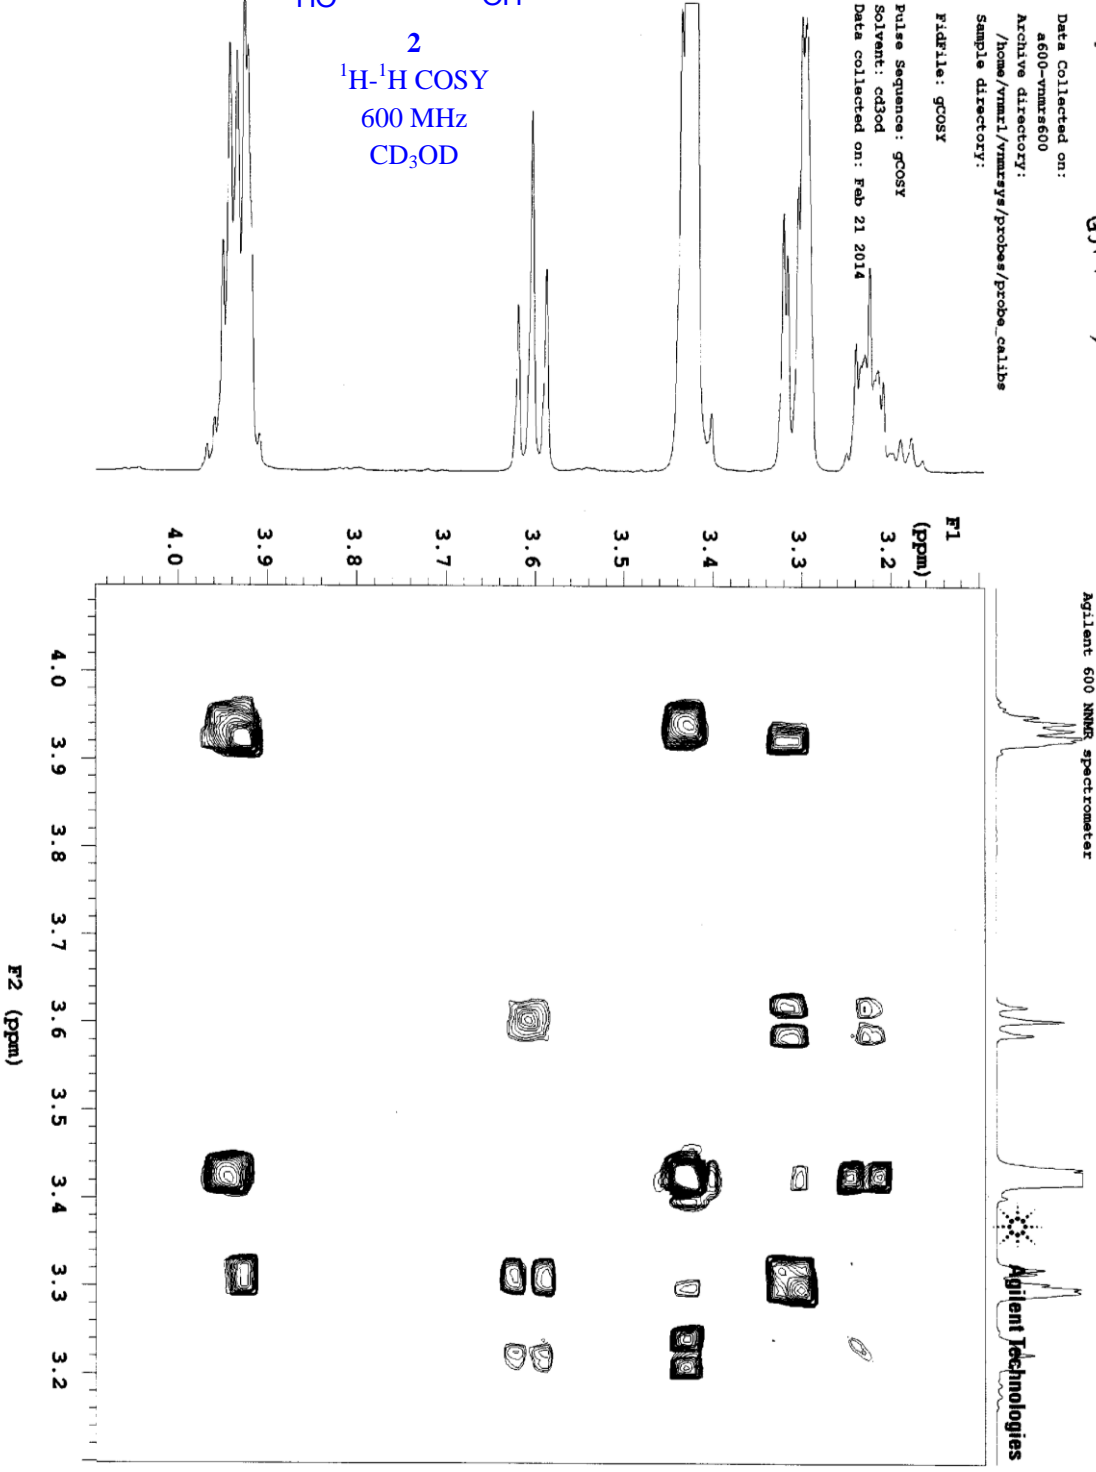 2
¹H-¹H COSY
600 MHz
CD₃OD
Data Collected on:
a600-vnmrs600
Archive directory:
/home/vnmr1/vnmrsys/probes/probe_calibs
Sample directory:
FidFile: gCOSY
Pulse Sequence: gCOSY
Solvent: cd3od
Data collected on: Feb 21 2014
Agilent 600 NNMR spectrometer
Agilent Technologies
F1
(ppm)
3.2
3.3
3.4
3.5
3.6
3.7
3.8
3.9
4.0
4.0 3.9 3.8 3.7 3.6 3.5 3.4 3.3 3.2
F2 (ppm)